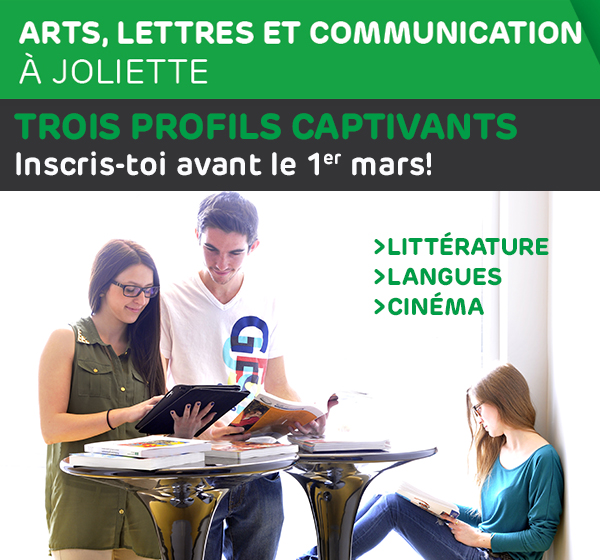 ARTS, LETTRES ET COMMUNICATION
À JOLIETTE
TROIS PROFILS CAPTIVANTS
Inscris-toi avant le 1er mars!
>LITTÉRATURE
>LANGUES
>CINÉMA